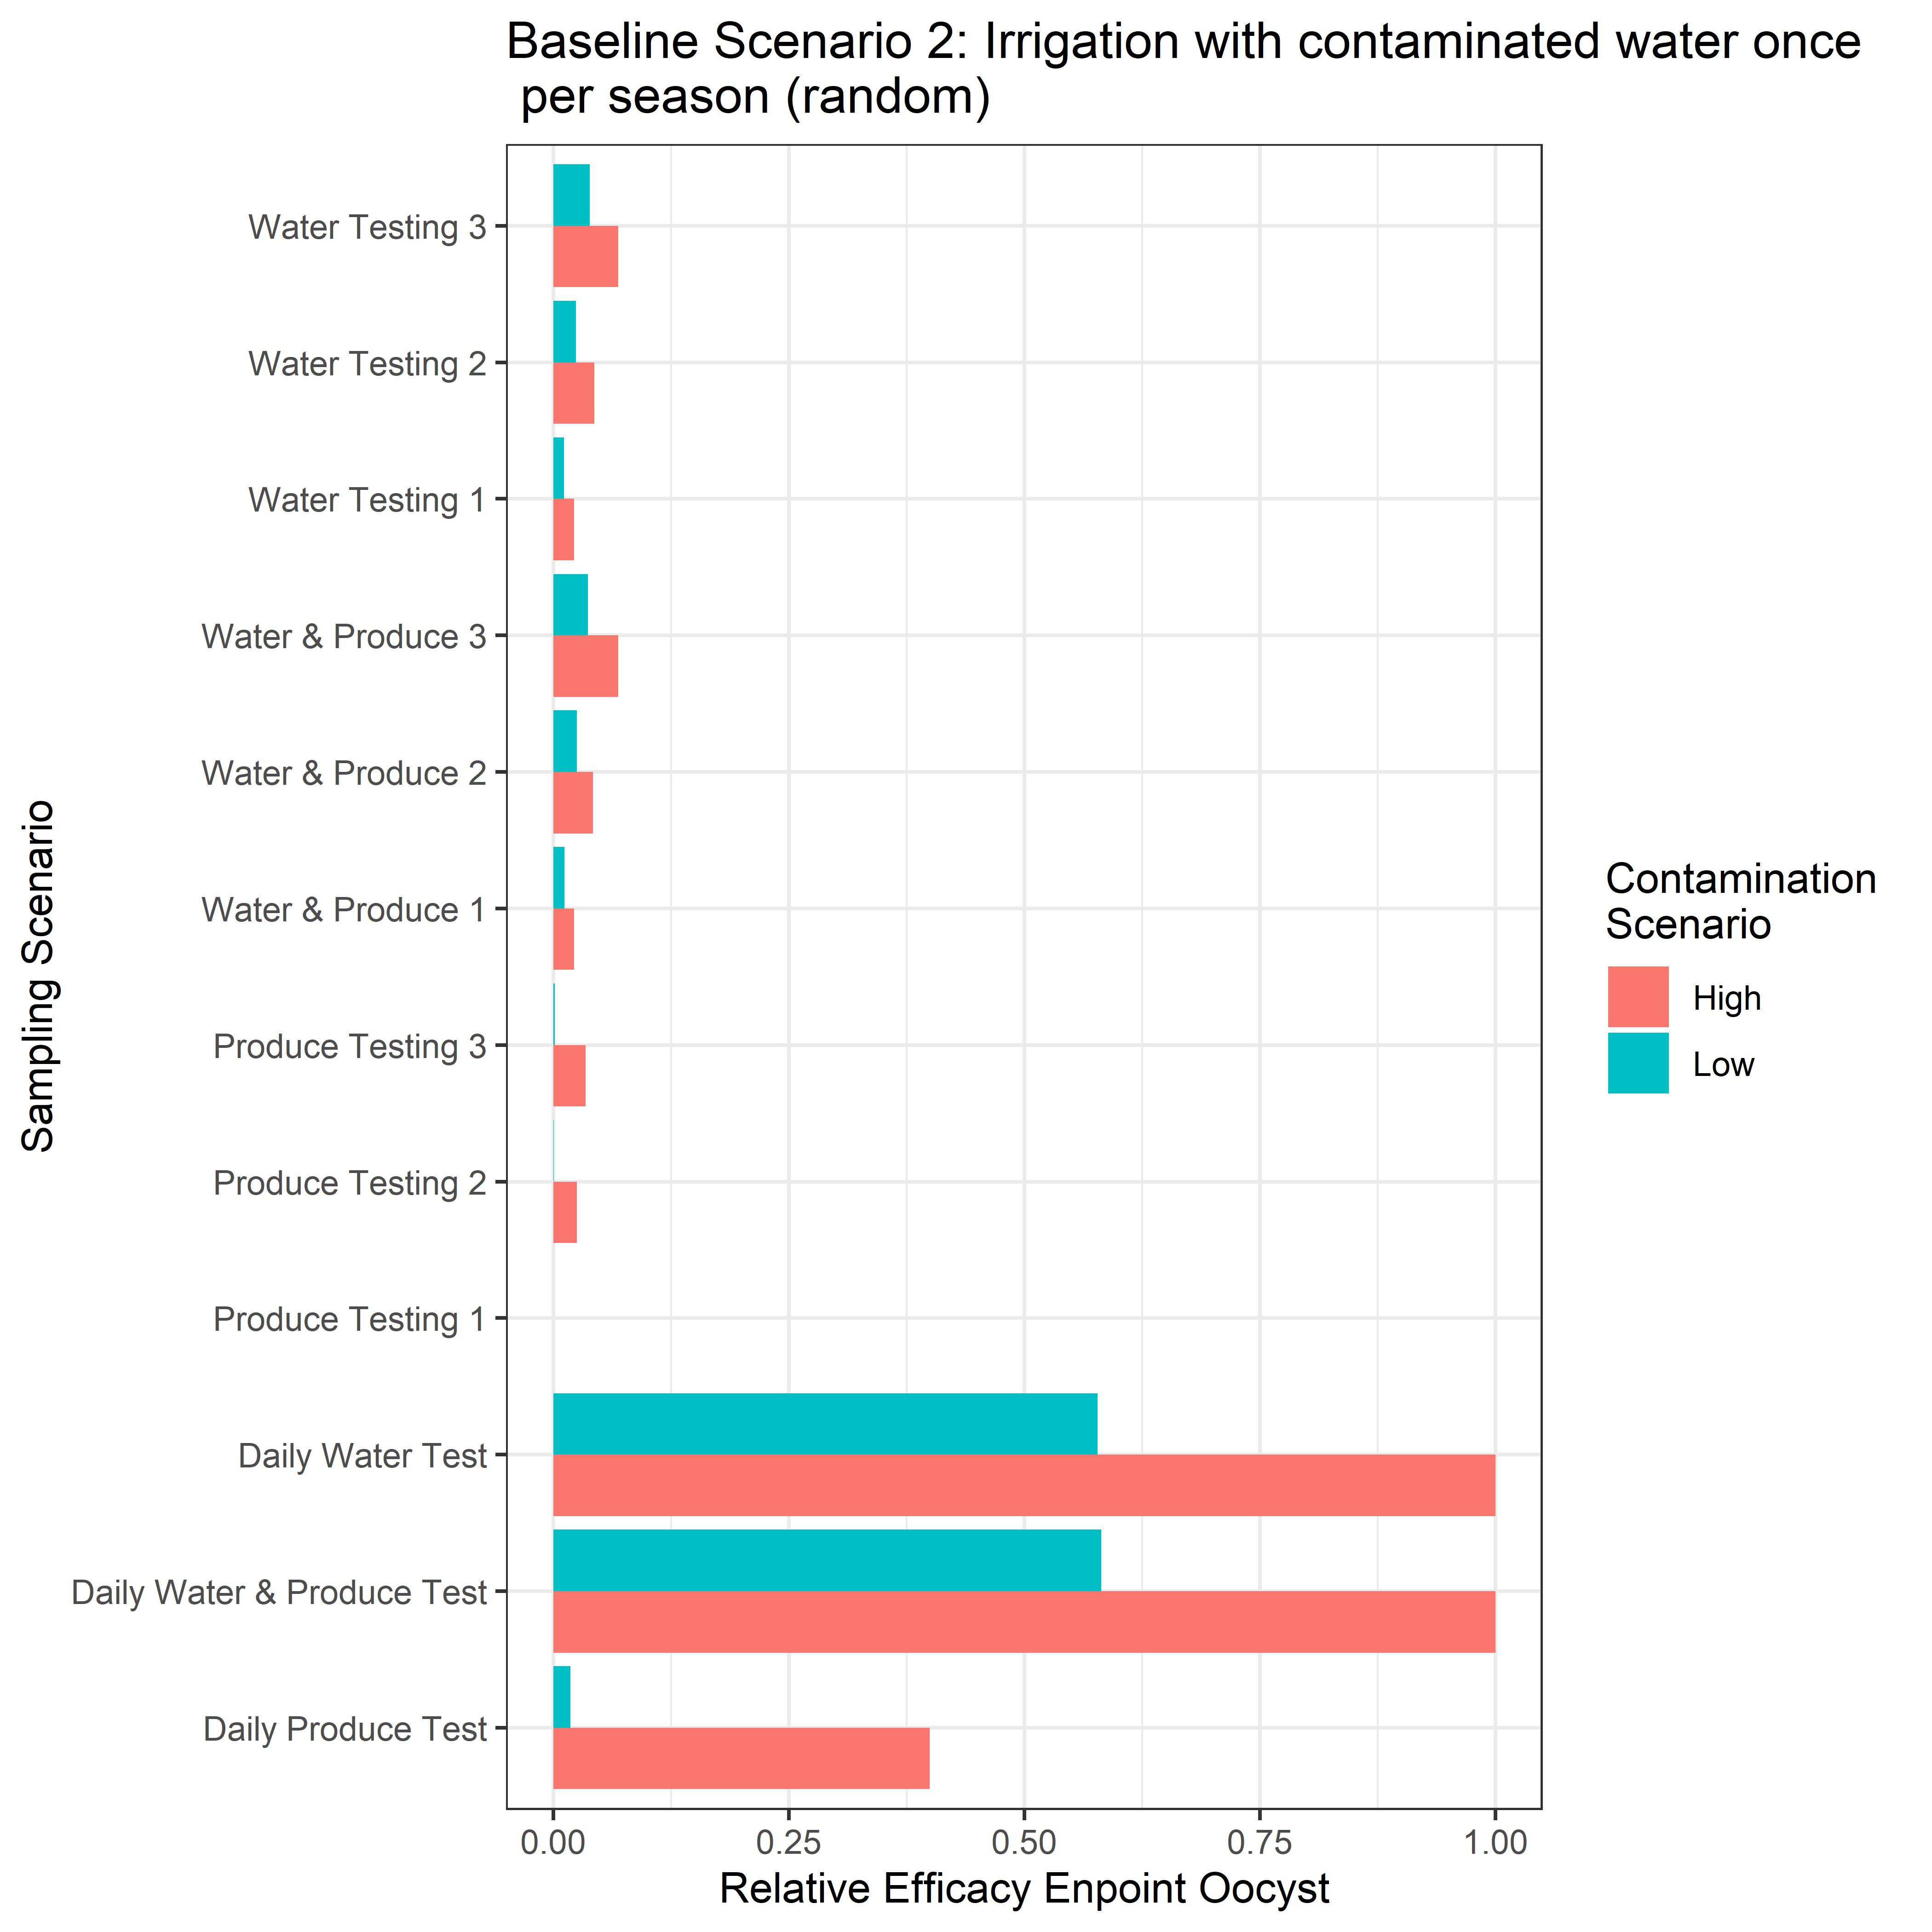 Baseline Scenario 2: Irrigation with contaminated water once
per season (random)
Sampling Scenario
Water Testing 3
Water Testing 2
Water Testing 1
Water & Produce 3
Water & Produce 2
Water & Produce 1
Produce Testing 3
Produce Testing 2
Produce Testing 1
Daily Water Test
Daily Water & Produce Test
Daily Produce Test
0.00 0.25 0.50 0.75 1.00
Relative Efficacy Enpoint Oocyst
Contamination
Scenario
High
Low